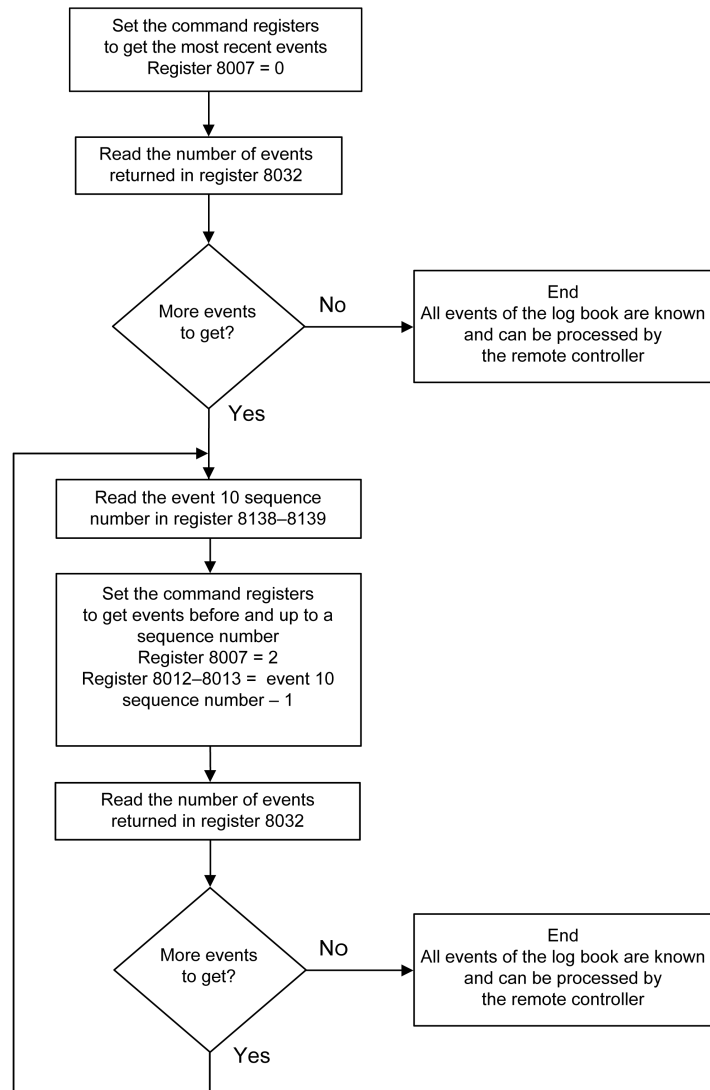 Set the command registers
to get the most recent events
Register 8007 = 0
Read the number of events
returned in register 8032
More events
to get?
No
End
All events of the log book are known
and can be processed by
the remote controller
Yes
Read the event 10 sequence
number in register 8138–8139
Set the command registers
to get events before and up to a
sequence number
Register 8007 = 2
Register 8012–8013 =  event 10
sequence number – 1
Read the number of events
returned in register 8032
More events
to get?
No
End
All events of the log book are known
and can be processed by
the remote controller
Yes